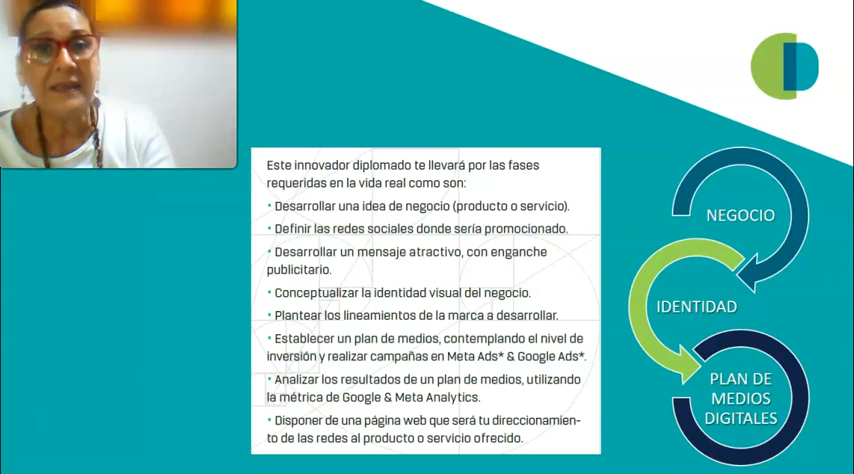 Este innovador diplomado te llevará por las fases
requeridas en la vida real como son:
• Desarrollar una idea de negocio (producto o servicio).
• Definir las redes sociales donde sería promocionado.
• Desarrollar un mensaje atractivo, con enganche
publicitario.
• Conceptualizar la identidad visual del negocio.
• Plantear los lineamientos de la marca a desarrollar.
• Establecer un plan de medios, contemplando el nivel de
inversión y realizar campañas en Meta Ads* & Google Ads*.
• Analizar los resultados de un plan de medios, utilizando
la métrica de Google & Meta Analytics.
• Disponer de una página web que será tu direccionamien-
to de las redes al producto o servicio ofrecido.
NEGOCIO
IDENTIDAD
PLAN DE
MEDIOS
DIGITALES